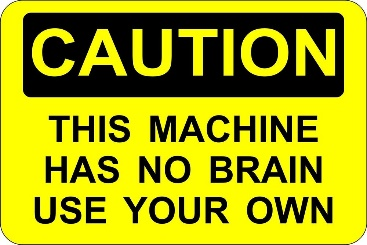 CAUTION
THIS MACHINE
HAS NO BRAIN
USE YOUR OWN